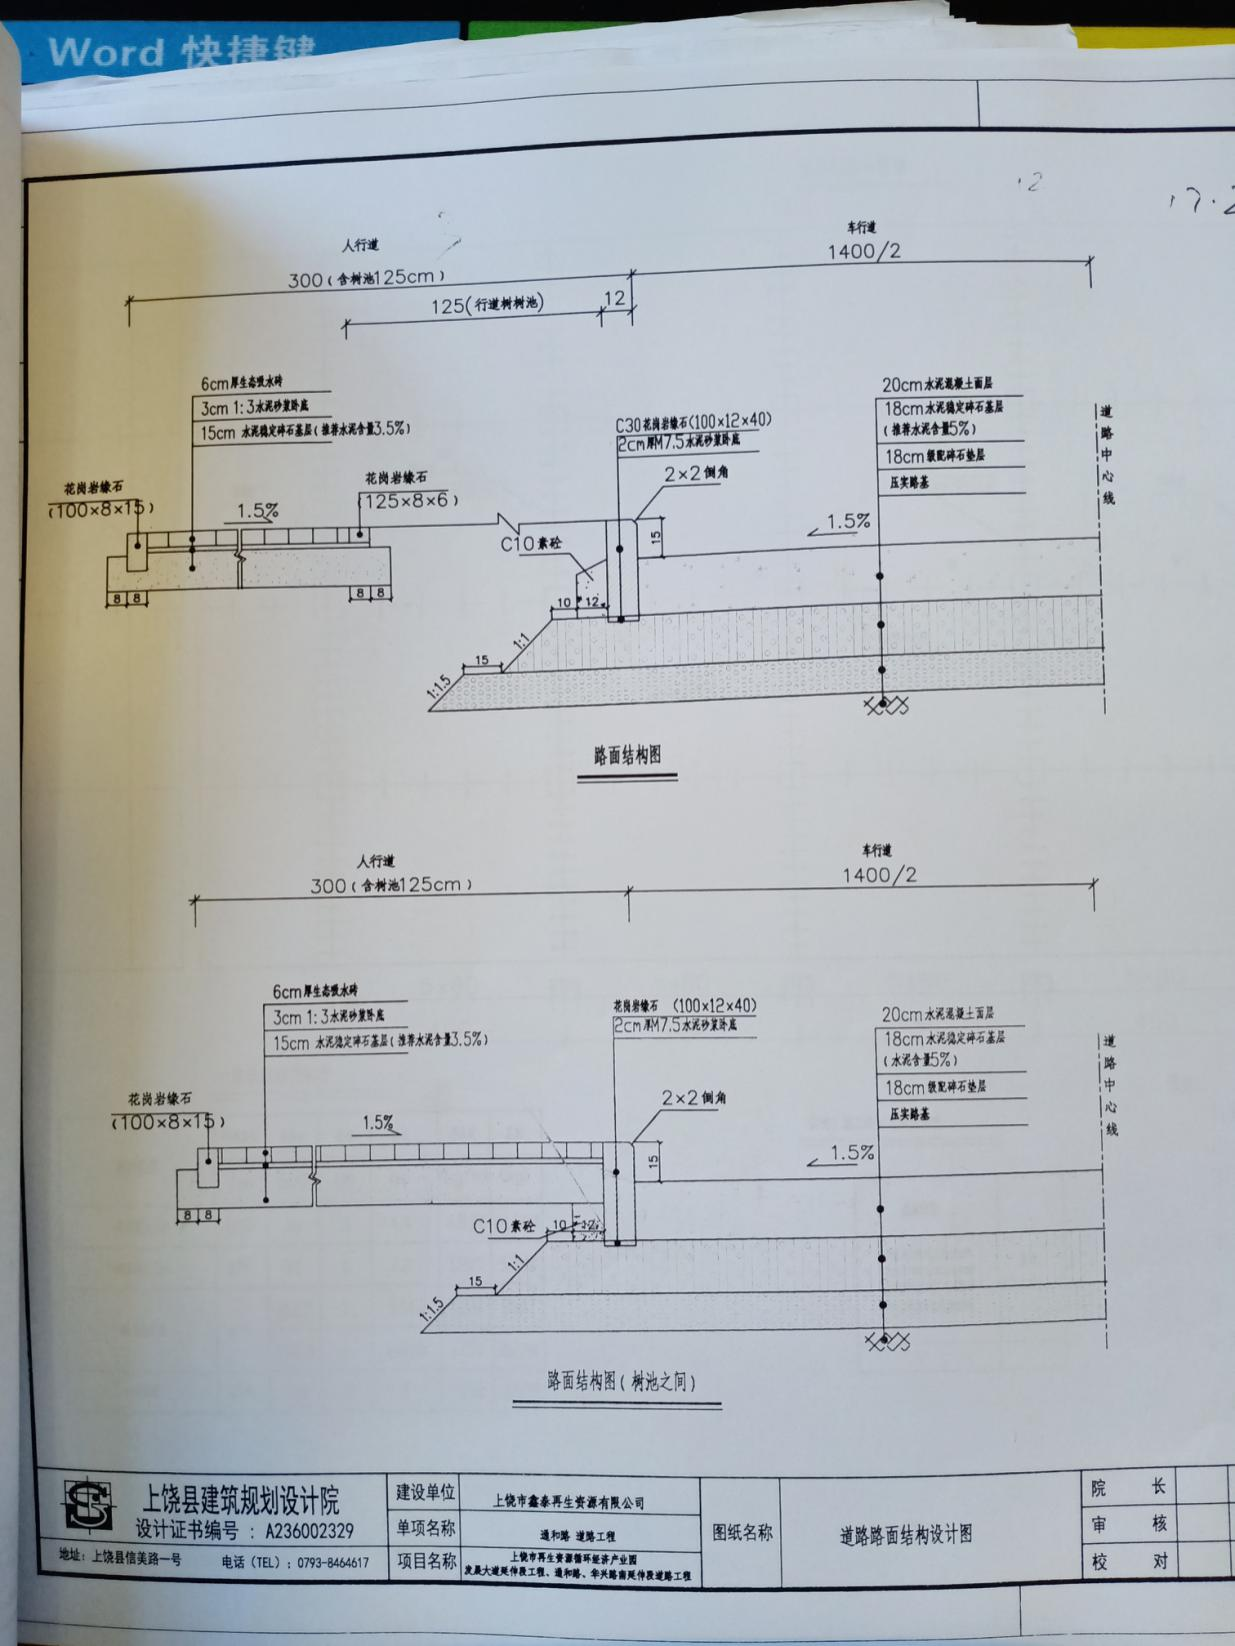 Word 快捷键
.2
17.2
人行道
300(含树池125cm)
车行道
1400/2
125(行道树树池)
12
6cm厚生态吸水砖
3cm 1:3水泥砂浆卧底
15cm 水泥稳定碎石基层(推荐水泥含量3.5%)
C30花岗岩缘石(100×12×40)
2cm厚M7.5水泥砂浆卧底
20cm水泥混凝土面层
18cm水泥稳定碎石基层
(推荐水泥含量5%)
18cm级配碎石垫层
压实路基
道路中心线
花岗岩缘石
(100×8×15)
1.5%
花岗岩缘石
(125×8×6)
2×2倒角
C10素砼
15
1.5%
8 8
8 8
10 12
1:1
15
1:1.5
路面结构图
人行道
300(含树池125cm)
车行道
1400/2
6cm厚生态吸水砖
3cm 1:3水泥砂浆卧底
15cm 水泥稳定碎石基层(推荐水泥含量3.5%)
花岗岩缘石 (100×12×40)
2cm厚M7.5水泥砂浆卧底
20cm水泥混凝土面层
18cm水泥稳定碎石基层
(水泥含量5%)
18cm级配碎石垫层
压实路基
道路中心线
花岗岩缘石
(100×8×15)
1.5%
2×2倒角
15
1.5%
8 8
C10素砼
10 12
1:1
15
1:1.5
路面结构图(树池之间)
上饶县建筑规划设计院
设计证书编号：A236002329
地址：上饶县信美路一号 电话(TEL)：0793-8464617
建设单位 上饶市鑫泰再生资源有限公司
单项名称 通和路 道路工程
项目名称 上饶市再生资源循环经济产业园
发展大道延伸段工程、通和路、华兴路南延伸段道路工程
图纸名称 道路路面结构设计图
院长
审核
校对